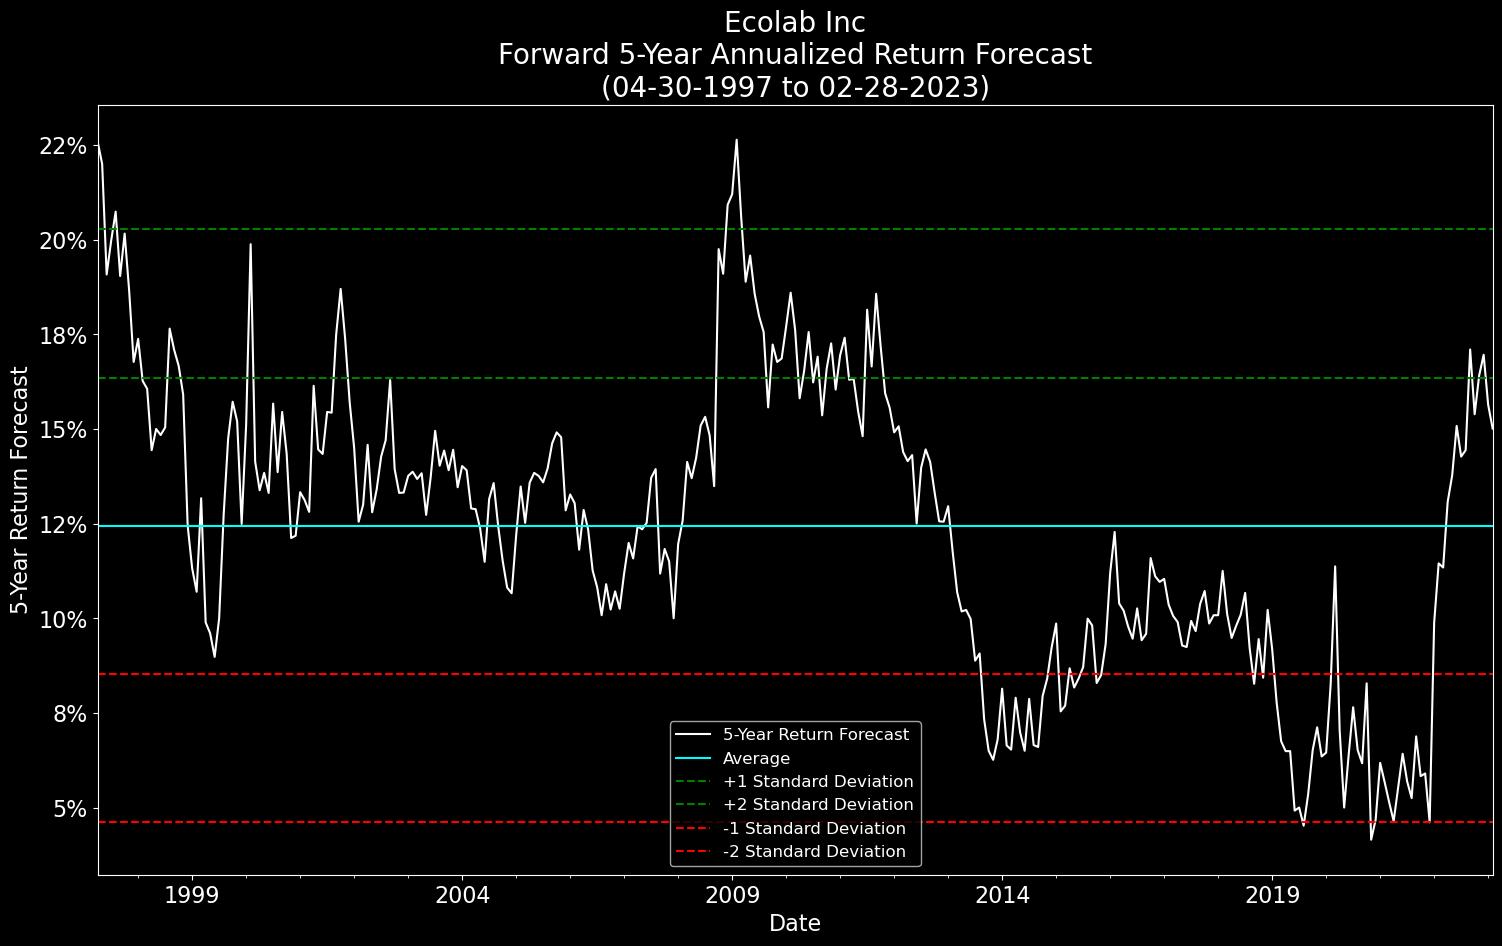 Ecolab Inc
Forward 5-Year Annualized Return Forecast
(04-30-1997 to 02-28-2023)
5-Year Return Forecast
22%
20%
18%
15%
12%
10%
8%
5%
5-Year Return Forecast
Average
+1 Standard Deviation
+2 Standard Deviation
-1 Standard Deviation
-2 Standard Deviation
1999
2004
2009
2014
2019
Date